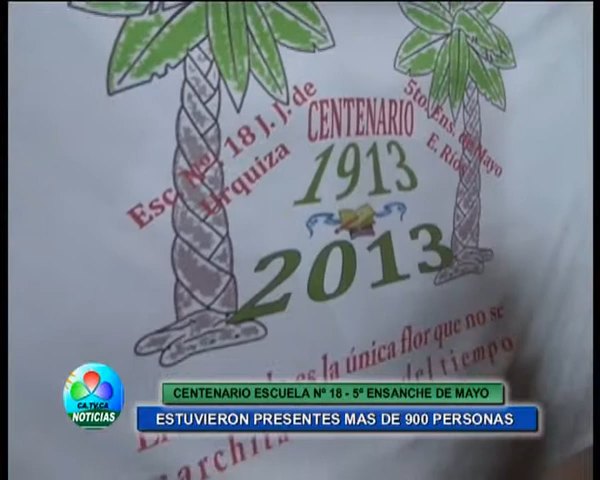 Esc. Nº. 18 J. J. de
Urquiza
CENTENARIO
1913
2013
5to. Ens. de Mayo
E. Ríos
es la única flor que no se
marchita
del tiempo
CA.TV.CA
NOTICIAS
CENTENARIO ESCUELA Nº 18 - 5º ENSANCHE DE MAYO
ESTUVIERON PRESENTES MAS DE 900 PERSONAS